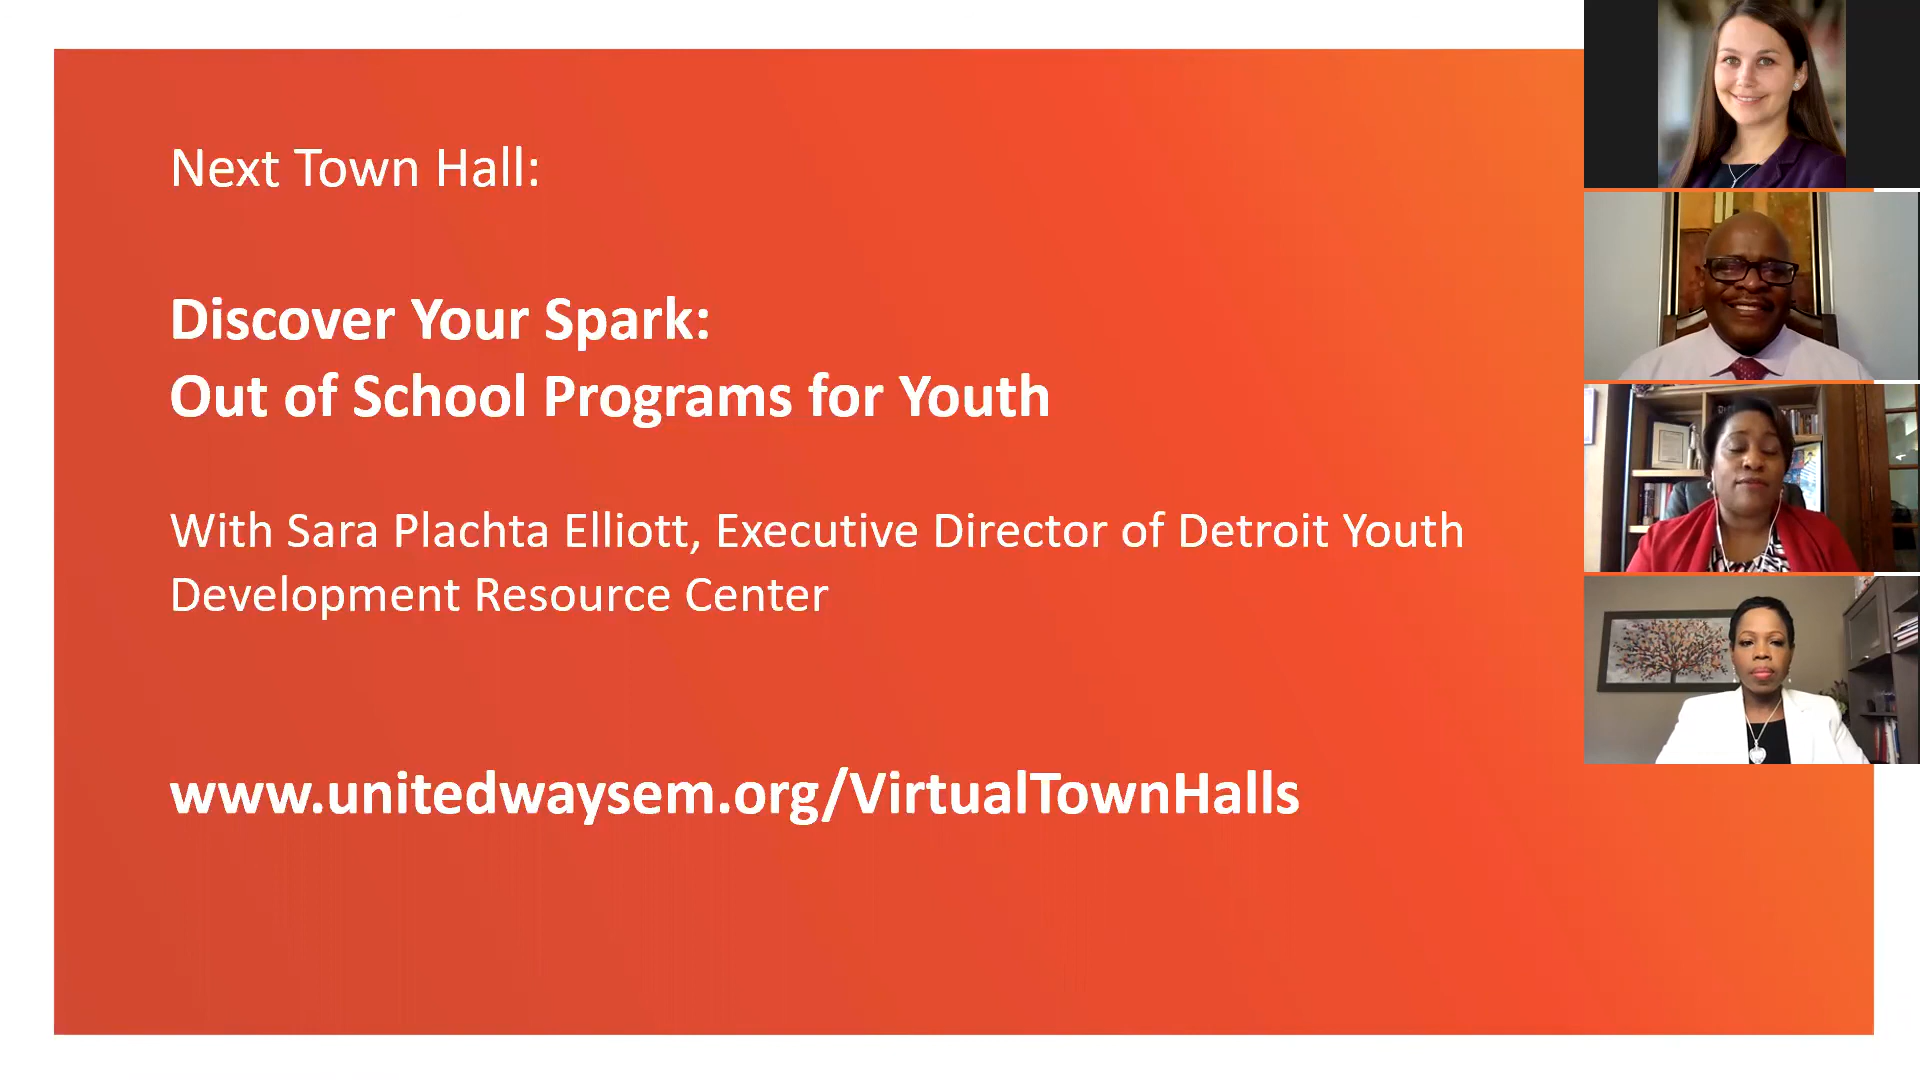 Next Town Hall:
Discover Your Spark:
Out of School Programs for Youth
With Sara Plachta Elliott, Executive Director of Detroit Youth
Development Resource Center
www.unitedwaysem.org/VirtualTownHalls